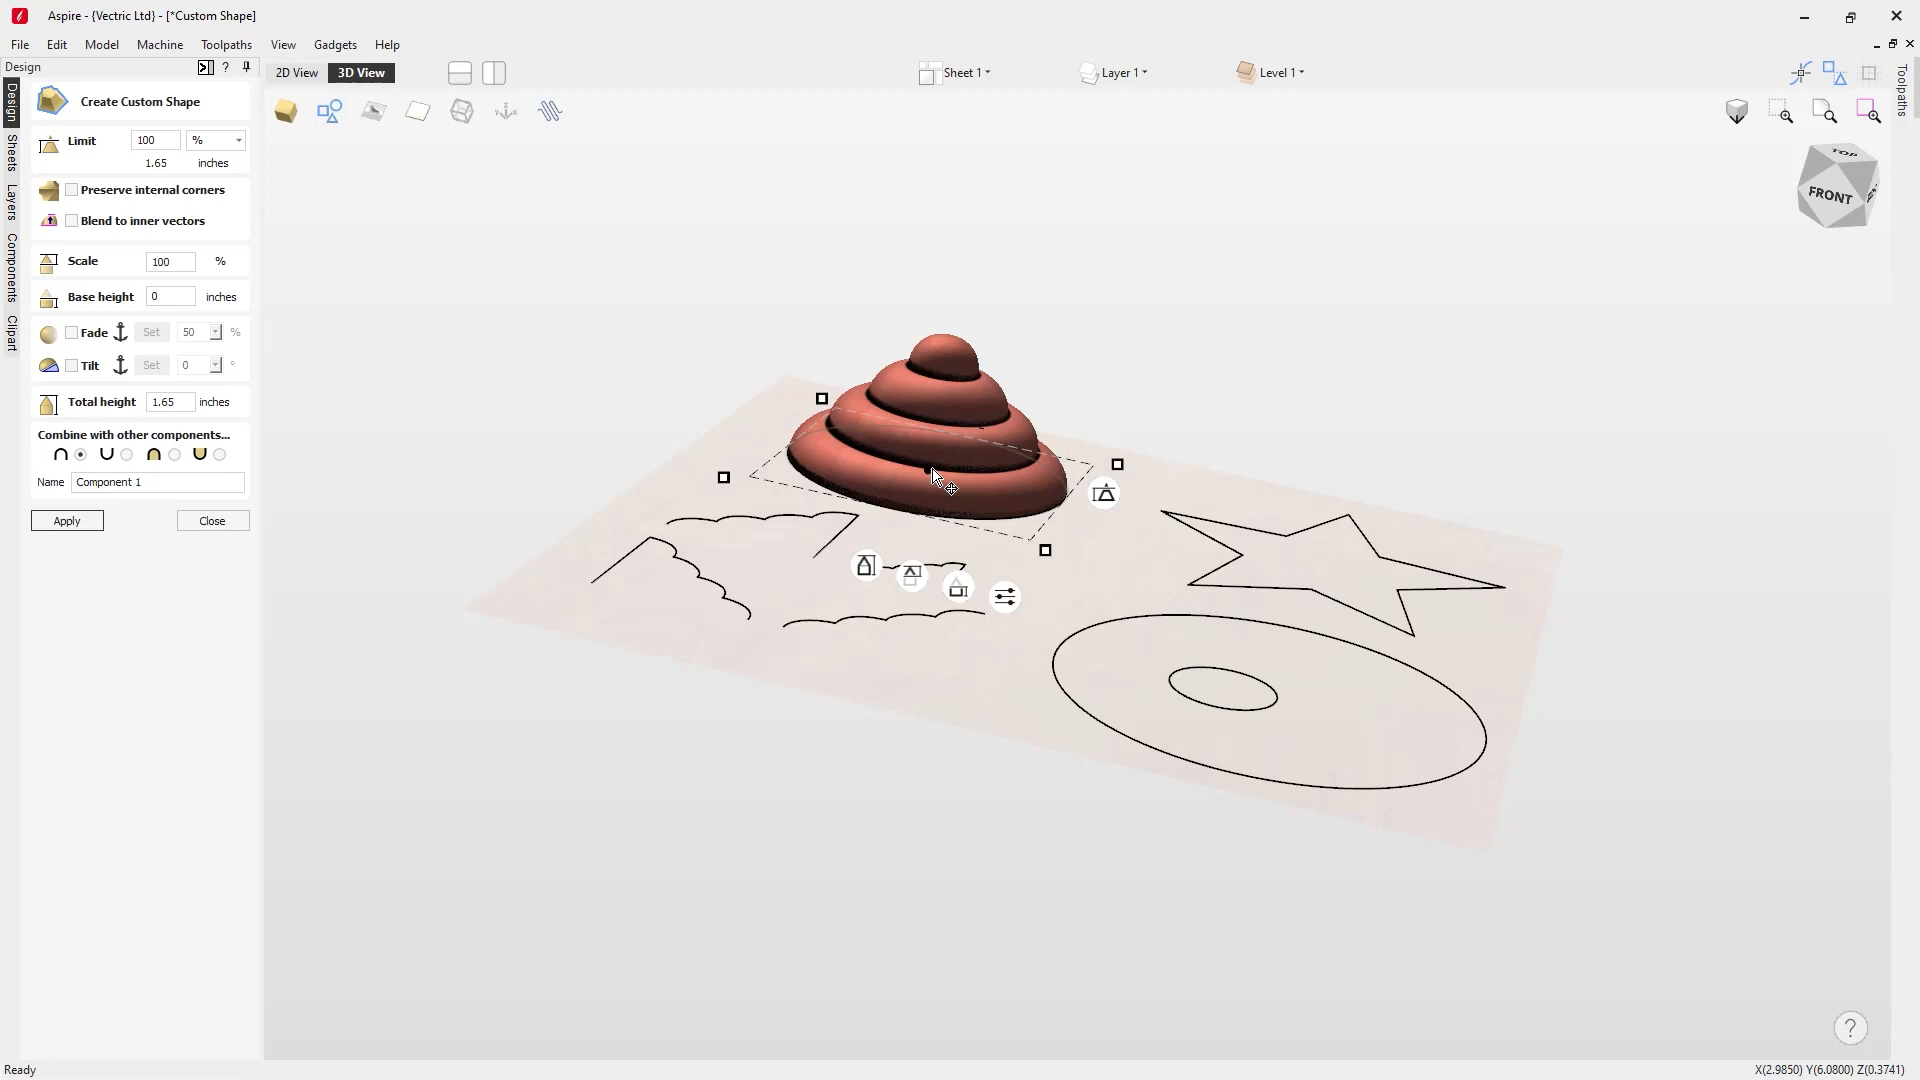 Aspire - {Vectric Ltd} - [*Custom Shape]
File Edit Model Machine Toolpaths View Gadgets Help
Design ?
2D View 3D View Sheet 1 Layer 1 Level 1
Design
Sheets
Layers
Components
Clipart
Toolpaths
Create Custom Shape
Limit 100 %
1.65 inches
Preserve internal corners
Blend to inner vectors
Scale 100 %
Base height 0 inches
Fade Set 50 %
Tilt Set 0 °
Total height 1.65 inches
Combine with other components...
Name Component 1
Apply Close
TOP
FRONT
?
Ready X(2.9850) Y(6.0800) Z(0.3741)